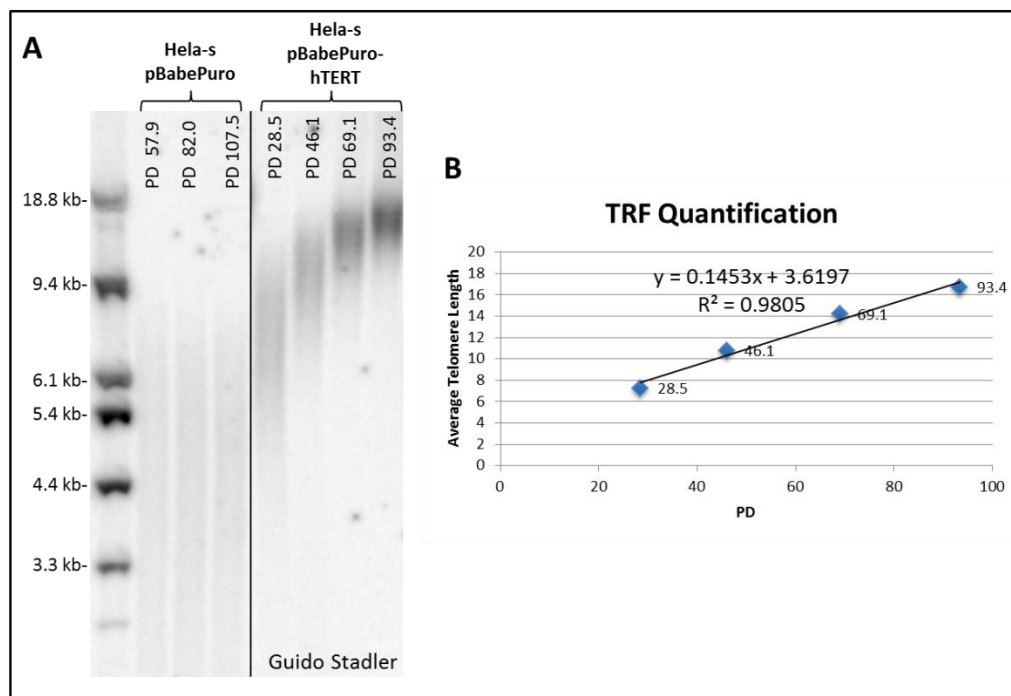 A
Hela-s
pBabePuro
Hela-s
pBabePuro-
hTERT
PD 57.9
PD 82.0
PD 107.5
PD 28.5
PD 46.1
PD 69.1
PD 93.4
18.8 kb-
9.4 kb-
6.1 kb-
5.4 kb-
4.4 kb-
3.3 kb-
Guido Stadler
B
TRF Quantification
Average Telomere Length
20
18
16
14
12
10
8
6
4
2
0
y = 0.1453x + 3.6197
R² = 0.9805
28.5
46.1
69.1
93.4
0 20 40 60 80 100
PD